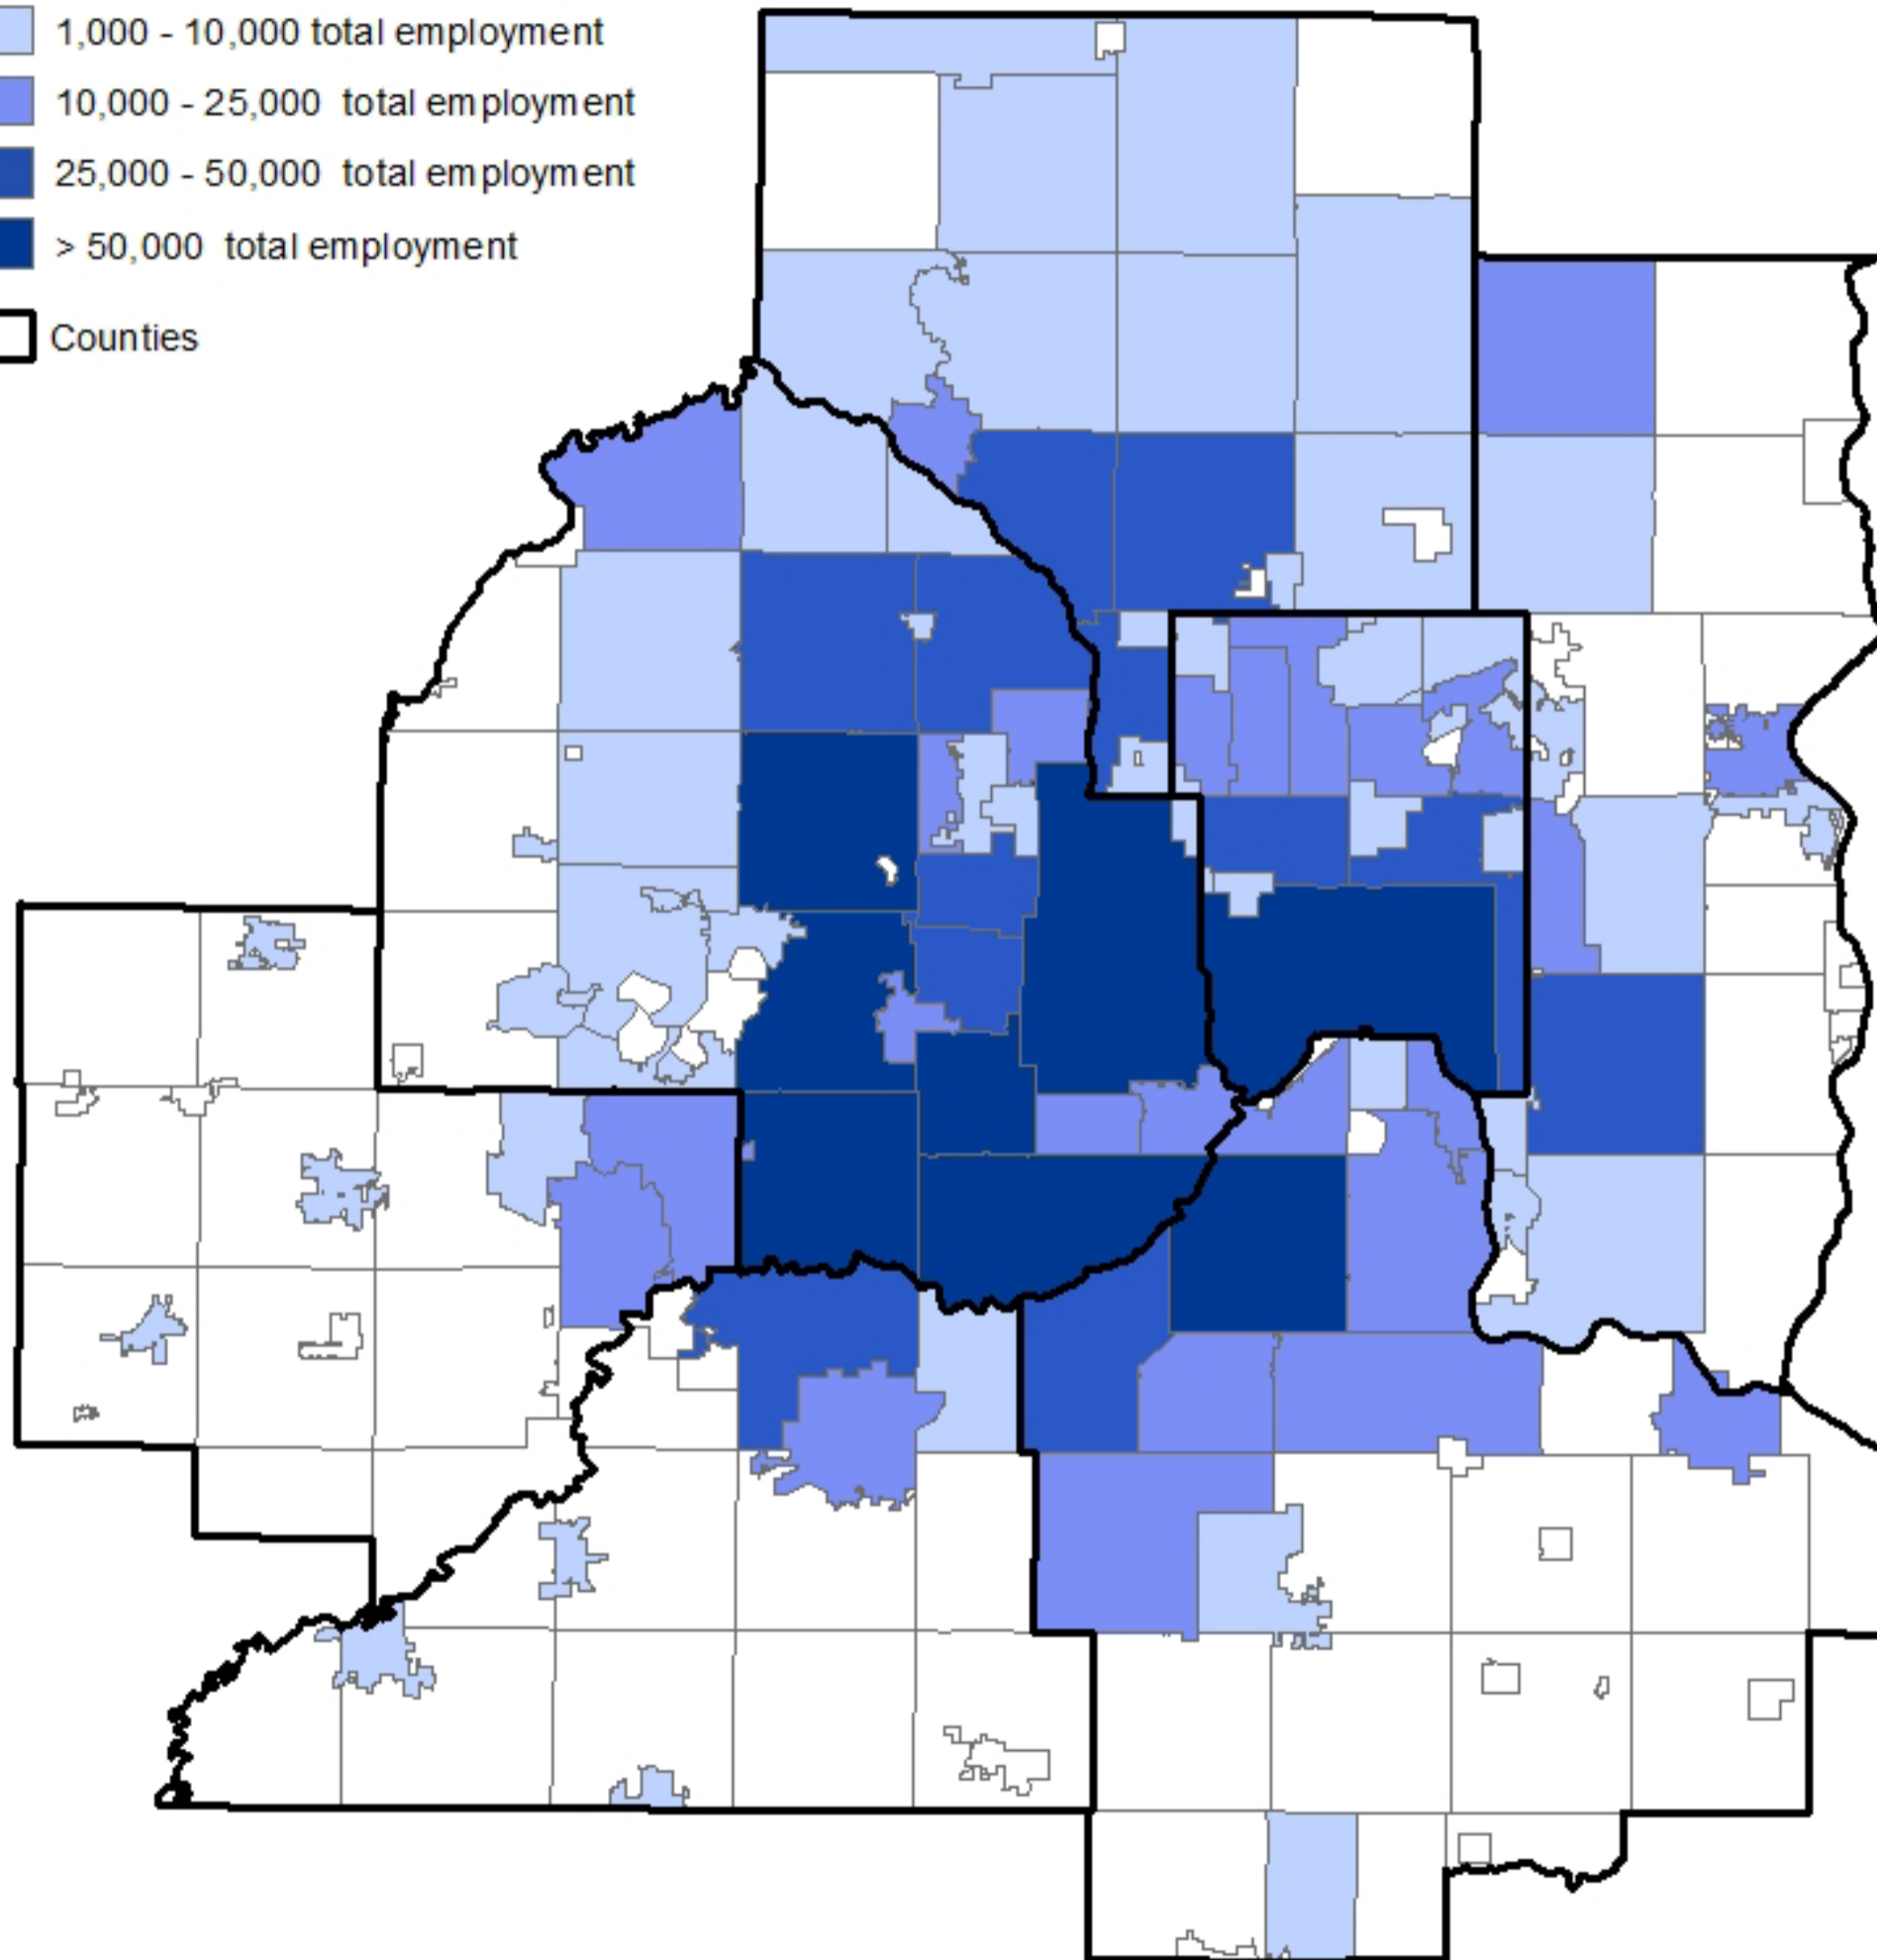 1,000 - 10,000 total employment
10,000 - 25,000 total employment
25,000 - 50,000 total employment
> 50,000 total employment
Counties